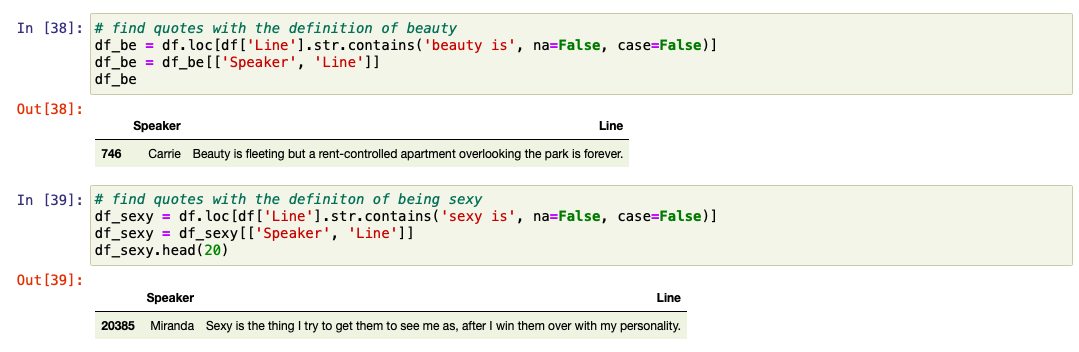 In [38]: # find quotes with the definition of beauty
df_be = df.loc[df['Line'].str.contains('beauty is', na=False, case=False)]
df_be = df_be[['Speaker', 'Line']]
df_be
Out[38]:
Speaker Line
746 Carrie Beauty is fleeting but a rent-controlled apartment overlooking the park is forever.
In [39]: # find quotes with the definiton of being sexy
df_sexy = df.loc[df['Line'].str.contains('sexy is', na=False, case=False)]
df_sexy = df_sexy[['Speaker', 'Line']]
df_sexy.head(20)
Out[39]:
Speaker Line
20385 Miranda Sexy is the thing I try to get them to see me as, after I win them over with my personality.